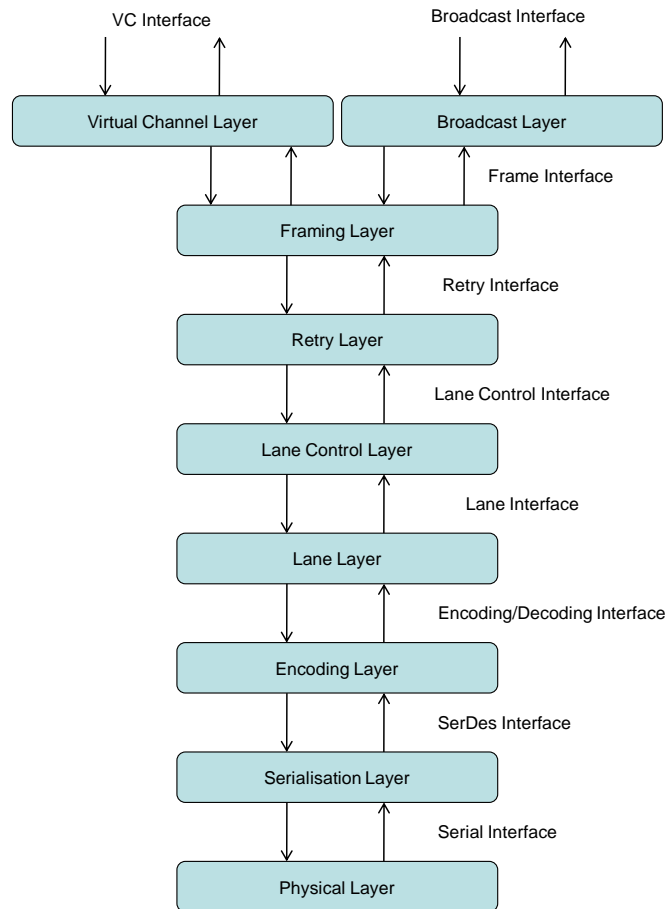 VC Interface
Broadcast Interface
Virtual Channel Layer
Broadcast Layer
Frame Interface
Framing Layer
Retry Interface
Retry Layer
Lane Control Interface
Lane Control Layer
Lane Interface
Lane Layer
Encoding/Decoding Interface
Encoding Layer
SerDes Interface
Serialisation Layer
Serial Interface
Physical Layer